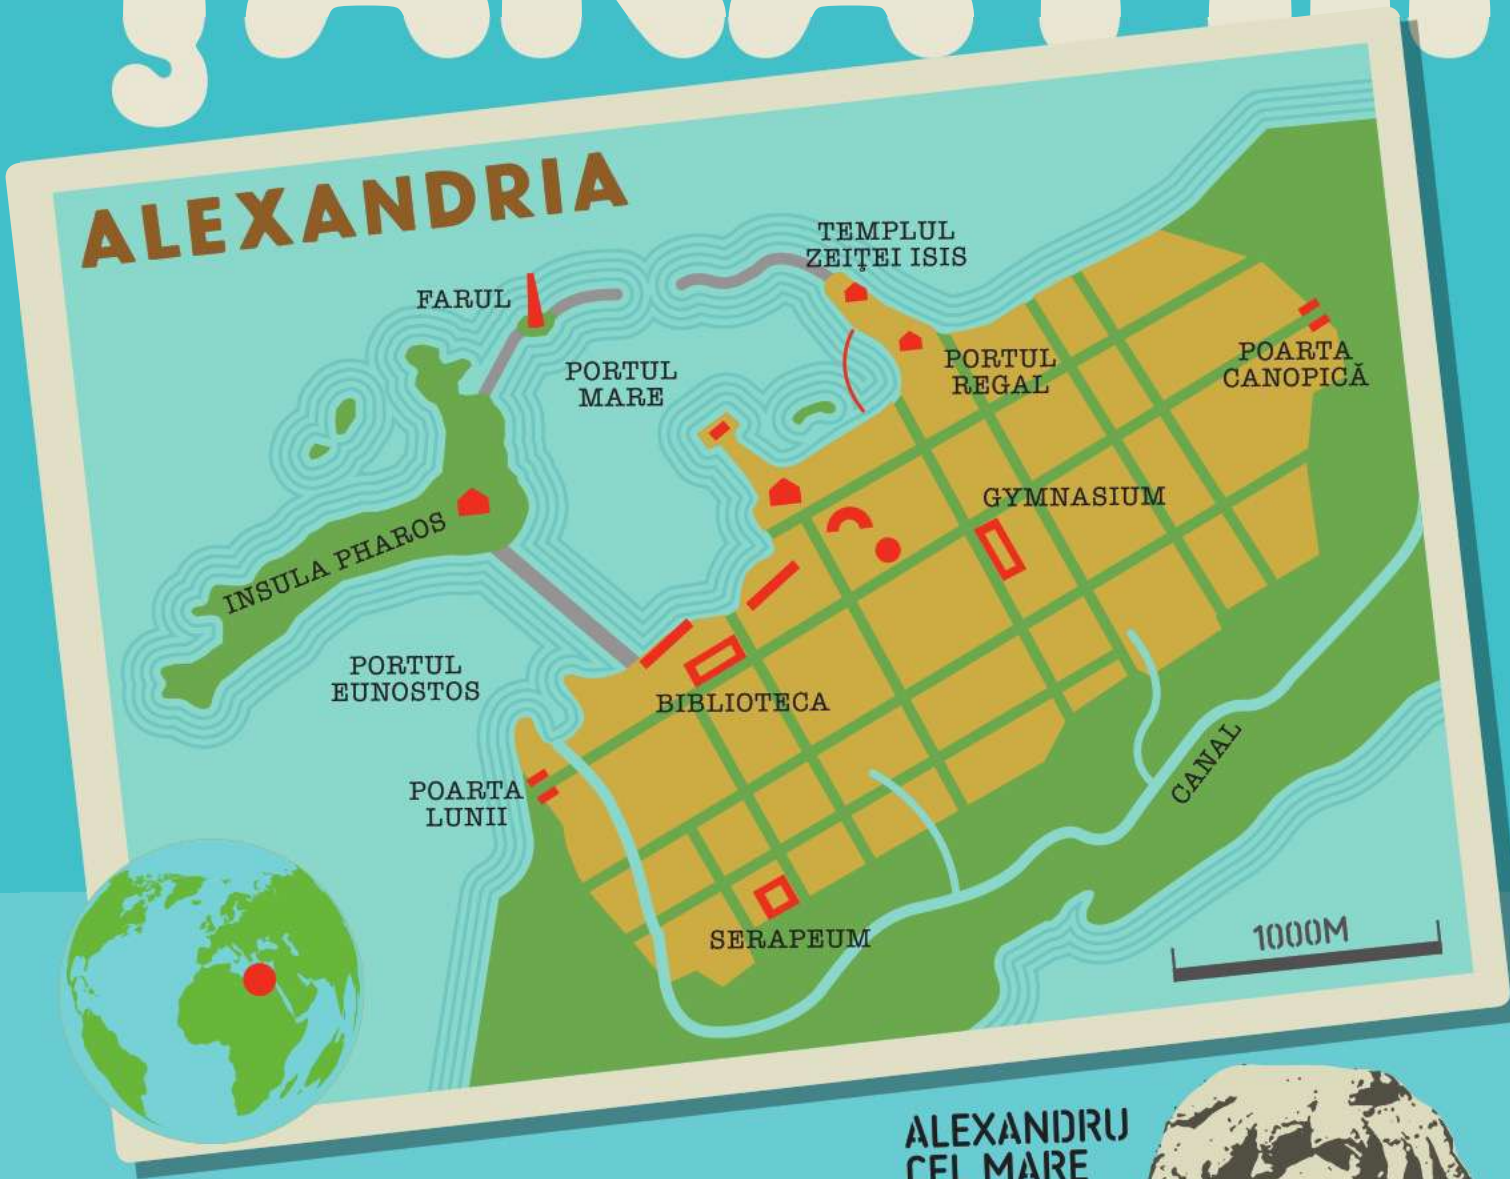 ALEXANDRIA
TEMPLUL
ZEIȚEI ISIS
FARUL
PORTUL
MARE
PORTUL
REGAL
POARTA
CANOPICĂ
GYMNASIUM
INSULA PHAROS
PORTUL
EUNOSTOS
BIBLIOTECA
POARTA
LUNII
CANAL
SERAPEUM
1000M
ALEXANDRU
CEL MARE